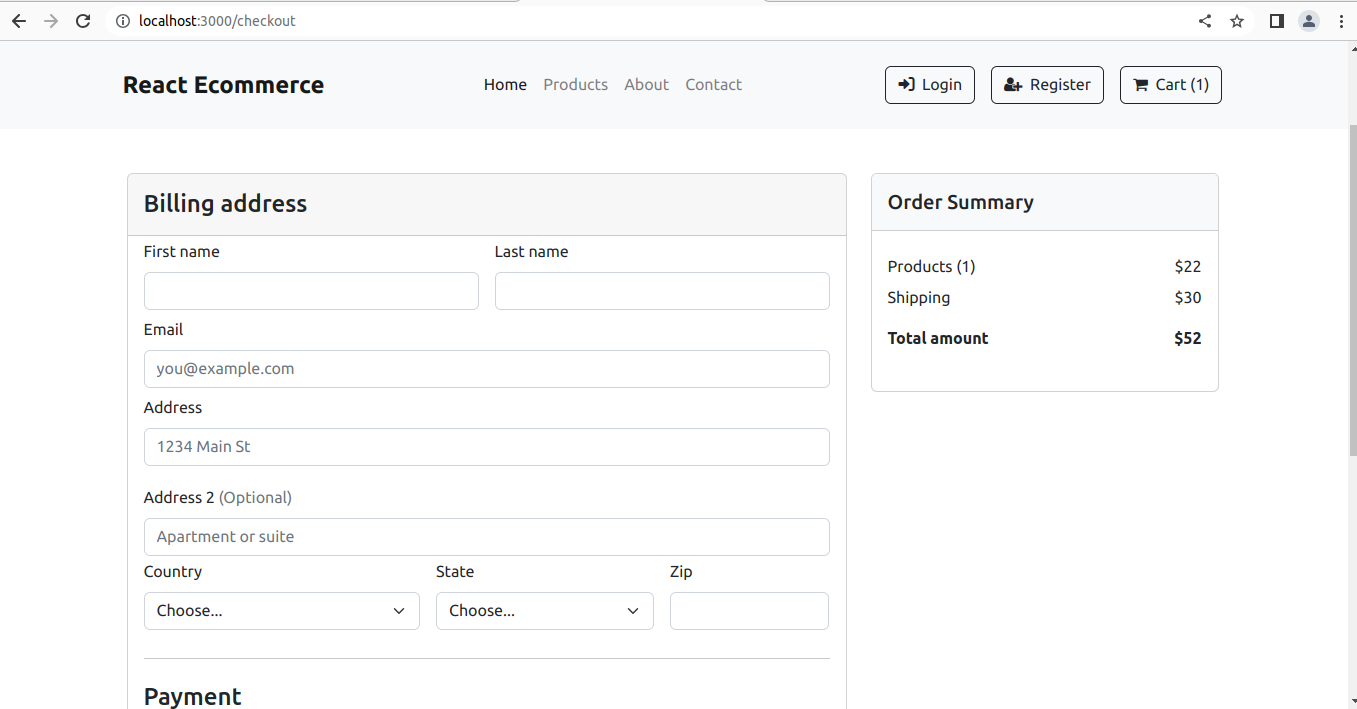 localhost:3000/checkout
React Ecommerce Home Products About Contact Login Register Cart (1)
Billing address
First name Last name
Email
you@example.com
Address
1234 Main St
Address 2 (Optional)
Apartment or suite
Country State Zip
Choose... Choose...
Payment
Order Summary
Products (1) $22
Shipping $30
Total amount $52